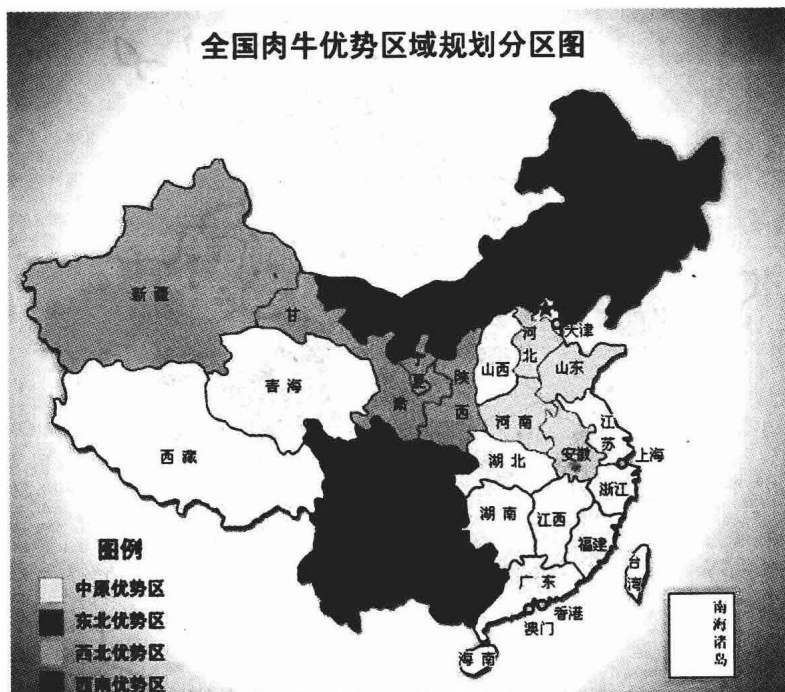 全国肉牛优势区域规划分区图
新疆
甘
肃
宁
夏
陕
西
青海
西藏
山西
河
北
天津
山东
河南
江
苏
安徽
上海
湖北
浙江
湖南
江西
福建
台
湾
广东
香港
澳门
海南
南
海
诸
岛
图例
中原优势区
东北优势区
西北优势区
西南优势区